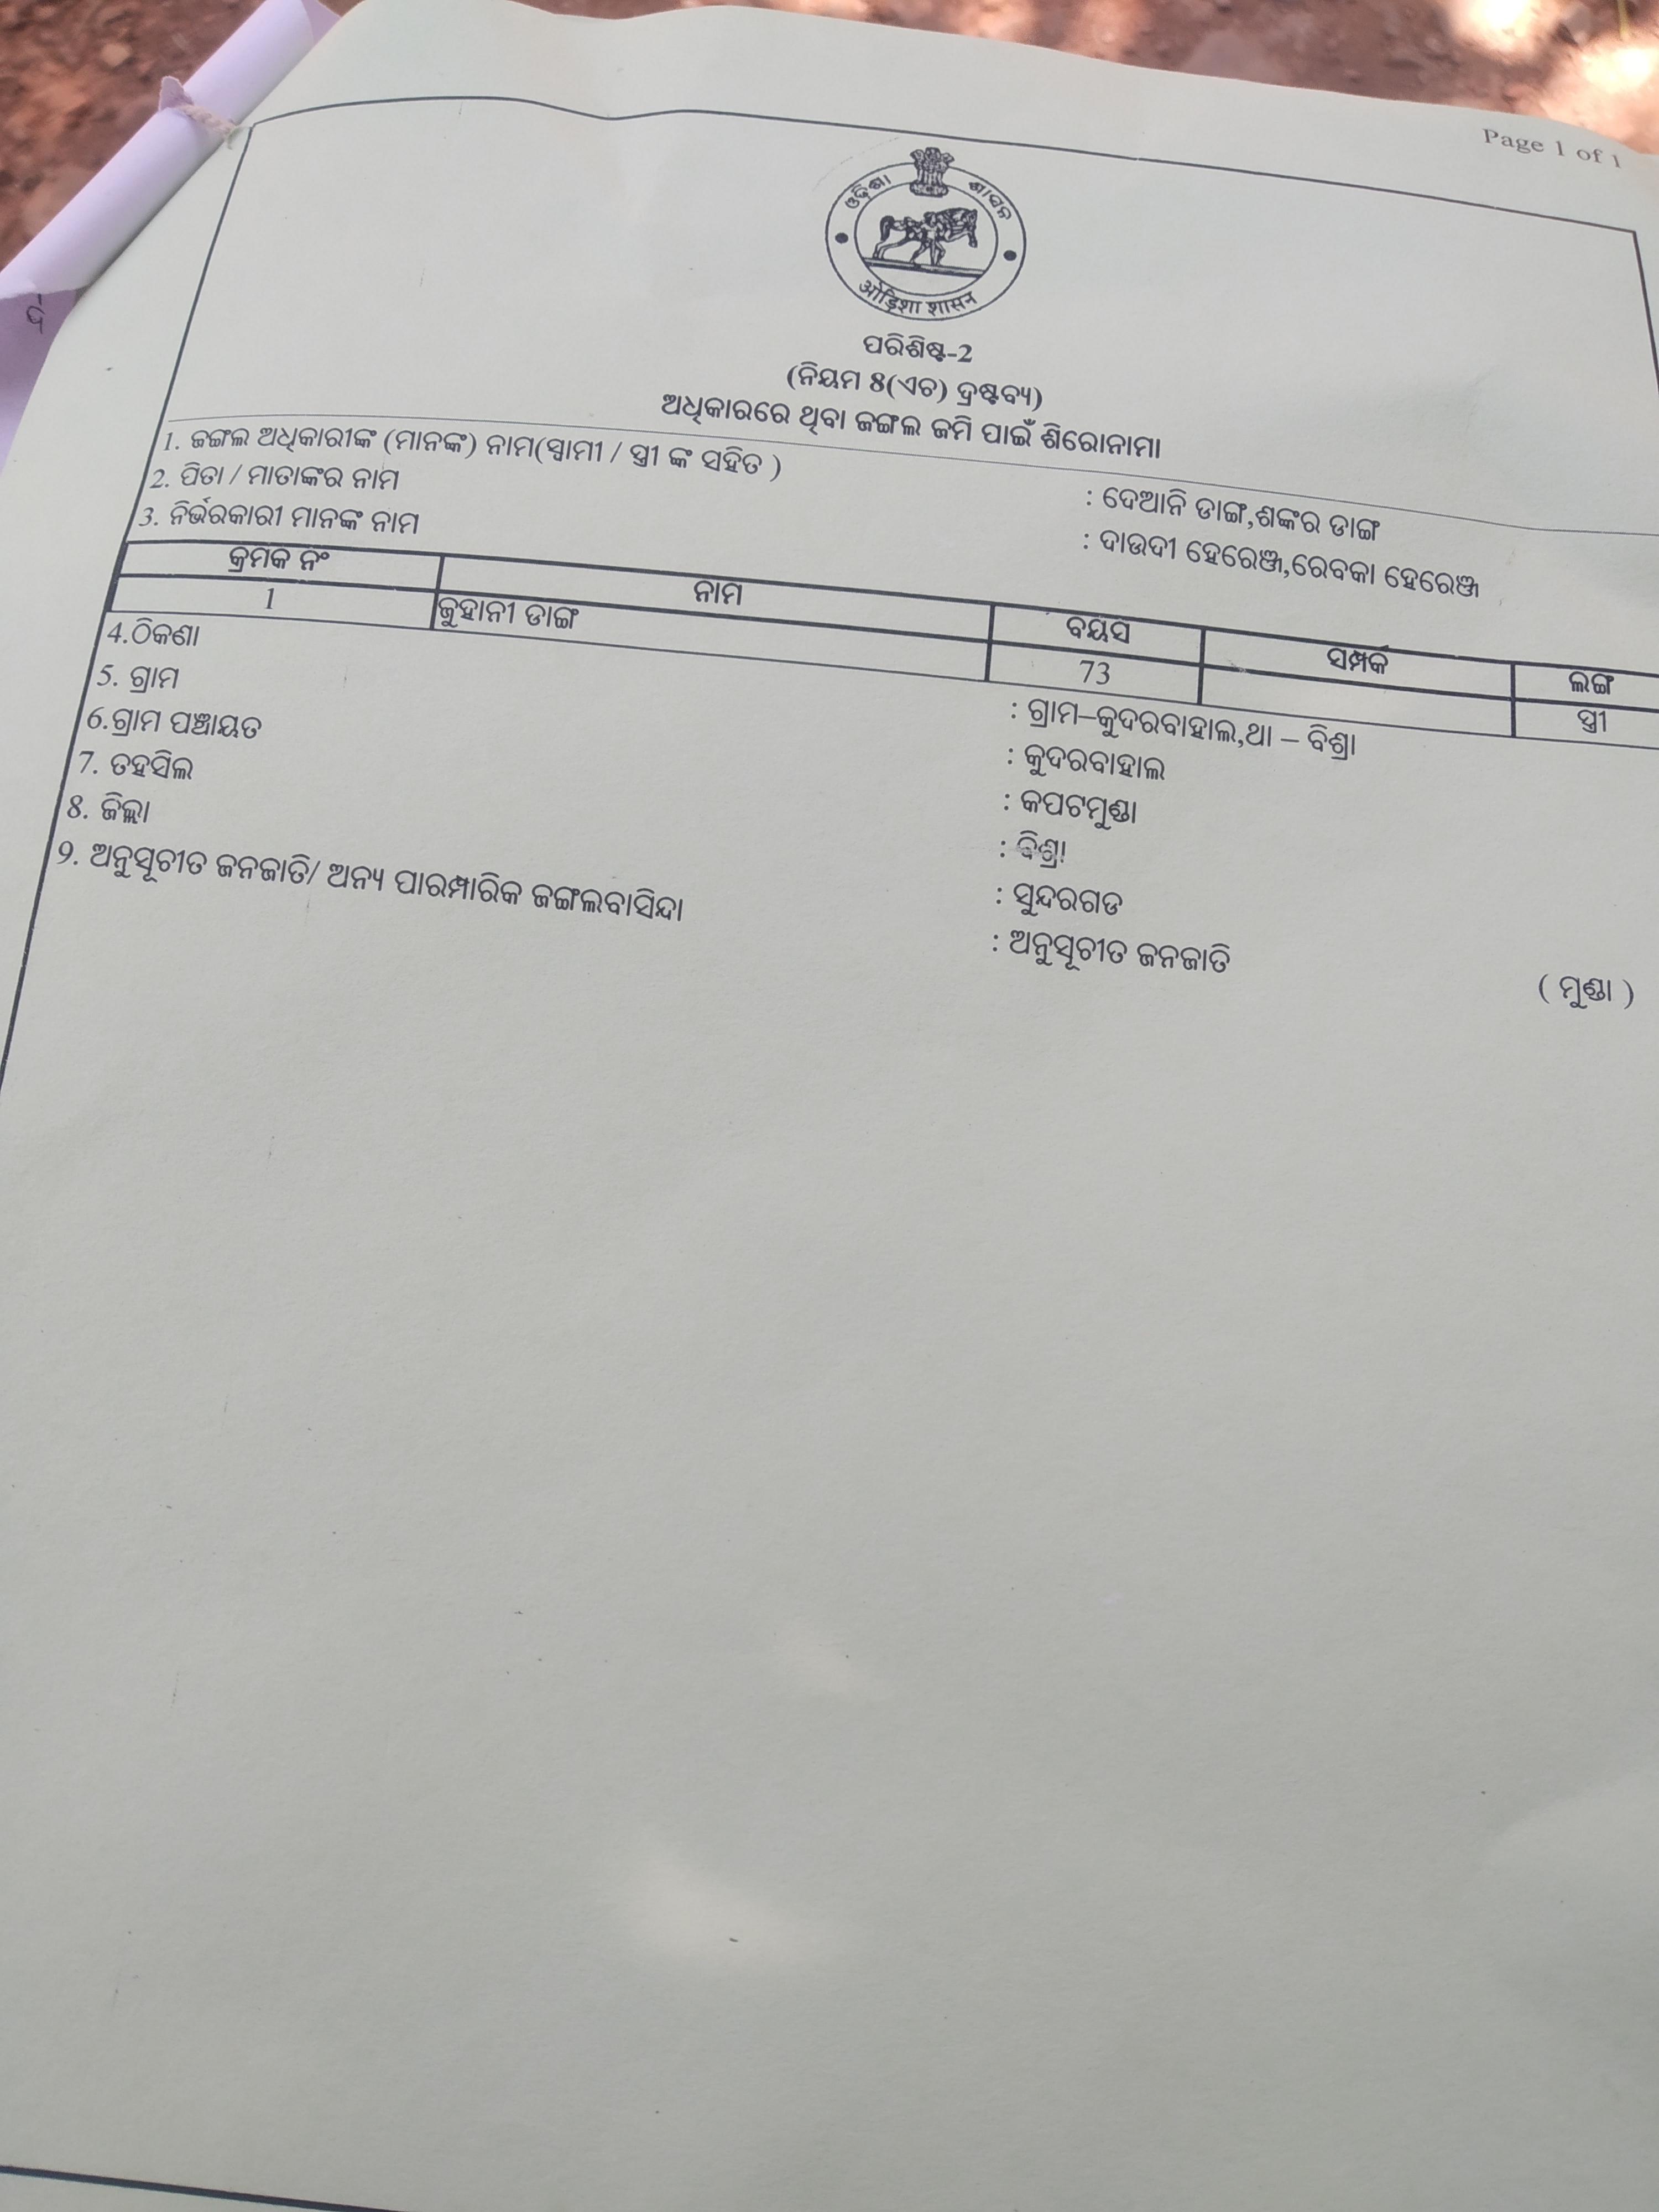 Page 1 of 1
ଓଡ଼ିଶା ଶାସନ
ओड़िशा शासन
ପରିଶିଷ୍ଟ-2
(ନିୟମ 8(ଏଚ) ଦ୍ରଷ୍ଟବ୍ୟ)
ଅଧିକାରରେ ଥିବା ଜଙ୍ଗଲ ଜମି ପାଇଁ ଶିରୋନାମା
1. ଜଙ୍ଗଲ ଅଧିକାରୀଙ୍କ (ମାନଙ୍କ) ନାମ(ସ୍ଵାମୀ / ସ୍ତ୍ରୀ ଙ୍କ ସହିତ ) : ଦେଆନି ଡାଙ୍ଗ,ଶଙ୍କର ଡାଙ୍ଗ
2. ପିତା / ମାତାଙ୍କର ନାମ : ଦାଉଦୀ ହେରେଞ୍ଜ,ରେବକା ହେରେଞ୍ଜ
3. ନିର୍ଭରକାରୀ ମାନଙ୍କ ନାମ
କ୍ରମକ ନଂ ନାମ ବୟସ ସମ୍ପର୍କ ଲଙ୍ଗ
1 ଜୁହାନୀ ଡାଙ୍ଗ 73 ସ୍ତ୍ରୀ
4.ଠିକଣା : ଗ୍ରାମ–କୁଦରବାହାଲ,ଥା – ବିଶ୍ରା
5. ଗ୍ରାମ : କୁଦରବାହାଲ
6.ଗ୍ରାମ ପଞ୍ଚାୟତ : କପଟମୁଣ୍ଡା
7. ତହସିଲ : ବିଶ୍ରା
8. ଜିଲ୍ଲା : ସୁନ୍ଦରଗଡ
9. ଅନୁସୂଚୀତ ଜନଜାତି/ ଅନ୍ୟ ପାରମ୍ପାରିକ ଜଙ୍ଗଲବାସିନ୍ଦା : ଅନୁସୂଚୀତ ଜନଜାତି ( ମୁଣ୍ଡା )